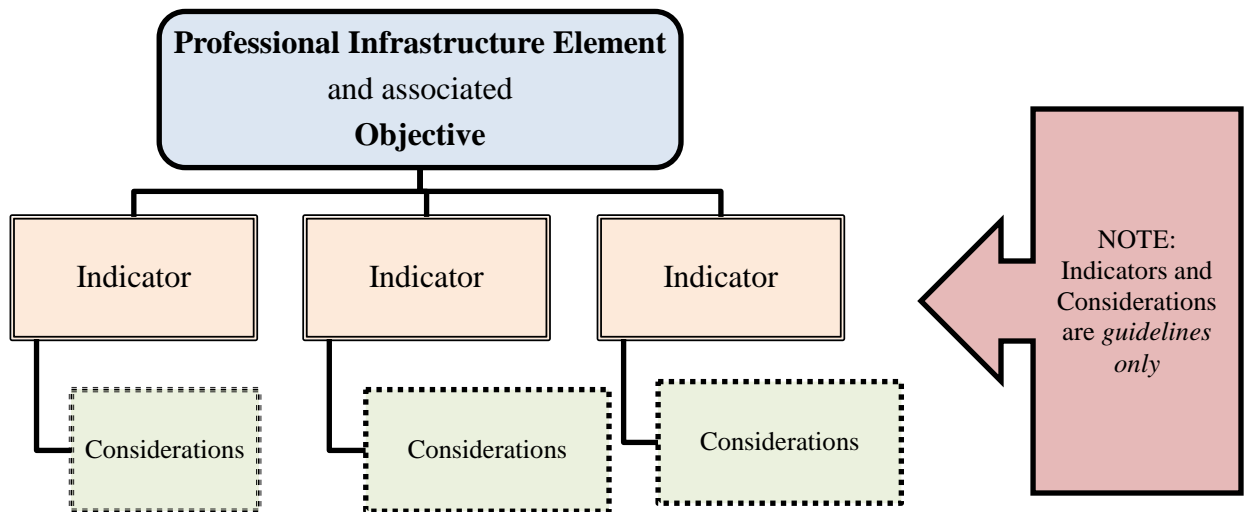 Professional Infrastructure Element
and associated
Objective
Indicator
Indicator
Indicator
Considerations
Considerations
Considerations
NOTE:
Indicators and
Considerations
are guidelines
only